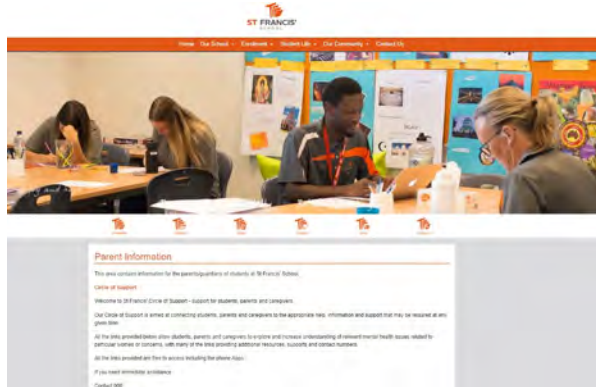 ST FRANCIS'
SCHOOL
Home Our School Enrolment Student Life Our Community Contact Us
Parent Information
This area contains information for the parents/guardians of students at St Francis' School.
Circle of Support
Welcome to St Francis' Circle of Support - support for students, parents and caregivers.
Our Circle of Support is aimed at connecting students, parents and caregivers to the appropriate help, information and support that may be required at any
given time.
All the links provided below allow students, parents and caregivers to explore and increase understanding of relevant mental health issues related to
particular worries or concerns, with many of the links providing additional resources, supports and contact numbers.
All the links provided are free to access including the phone Apps.
If you need immediate assistance